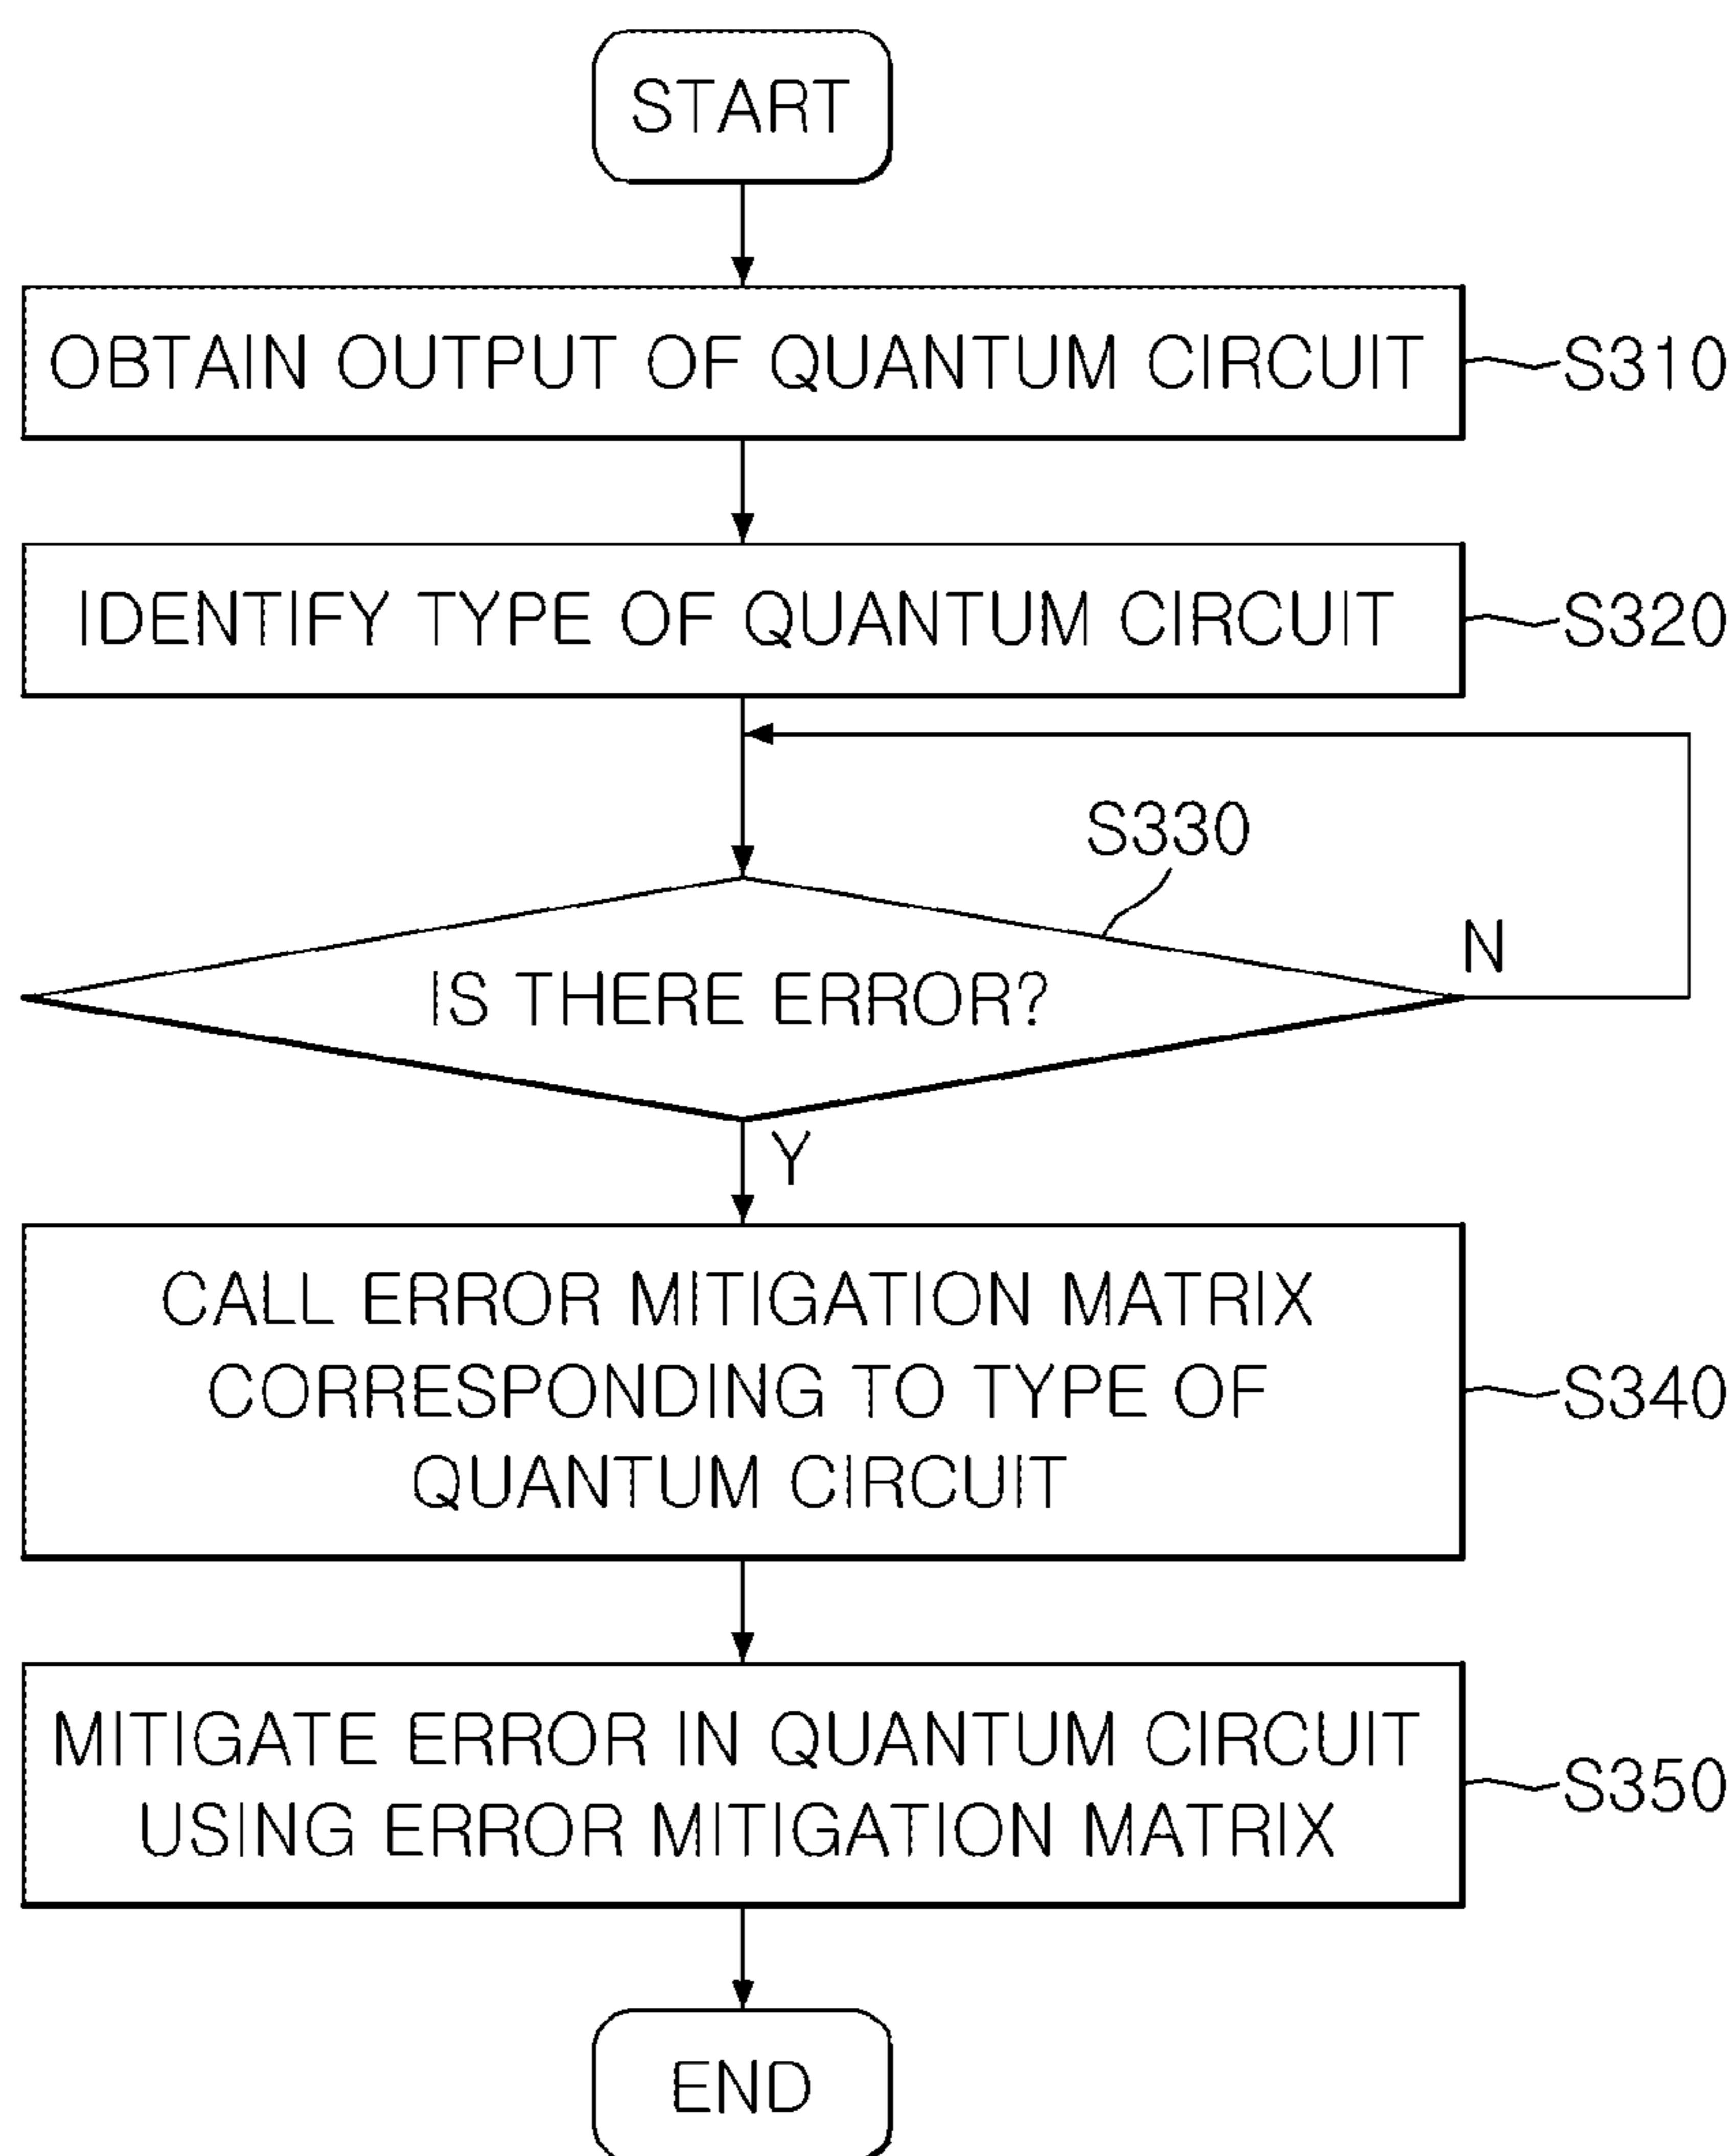 START
OBTAIN OUTPUT OF QUANTUM CIRCUIT
S310
IDENTIFY TYPE OF QUANTUM CIRCUIT
S320
S330
IS THERE ERROR?
N
Y
CALL ERROR MITIGATION MATRIX
CORRESPONDING TO TYPE OF
QUANTUM CIRCUIT
S340
MITIGATE ERROR IN QUANTUM CIRCUIT
USING ERROR MITIGATION MATRIX
S350
END